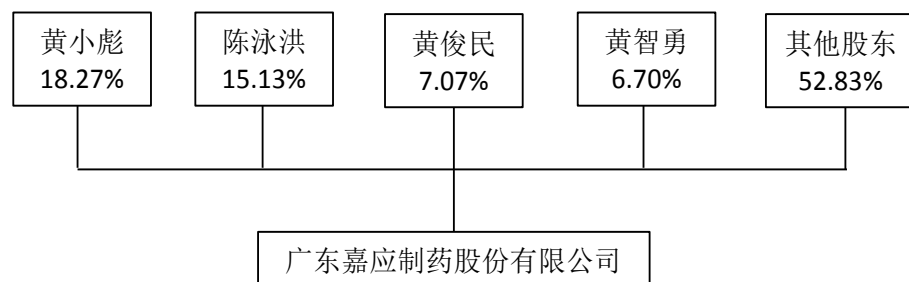 黄小彪
18.27%
陈泳洪
15.13%
黄俊民
7.07%
黄智勇
6.70%
其他股东
52.83%
广东嘉应制药股份有限公司